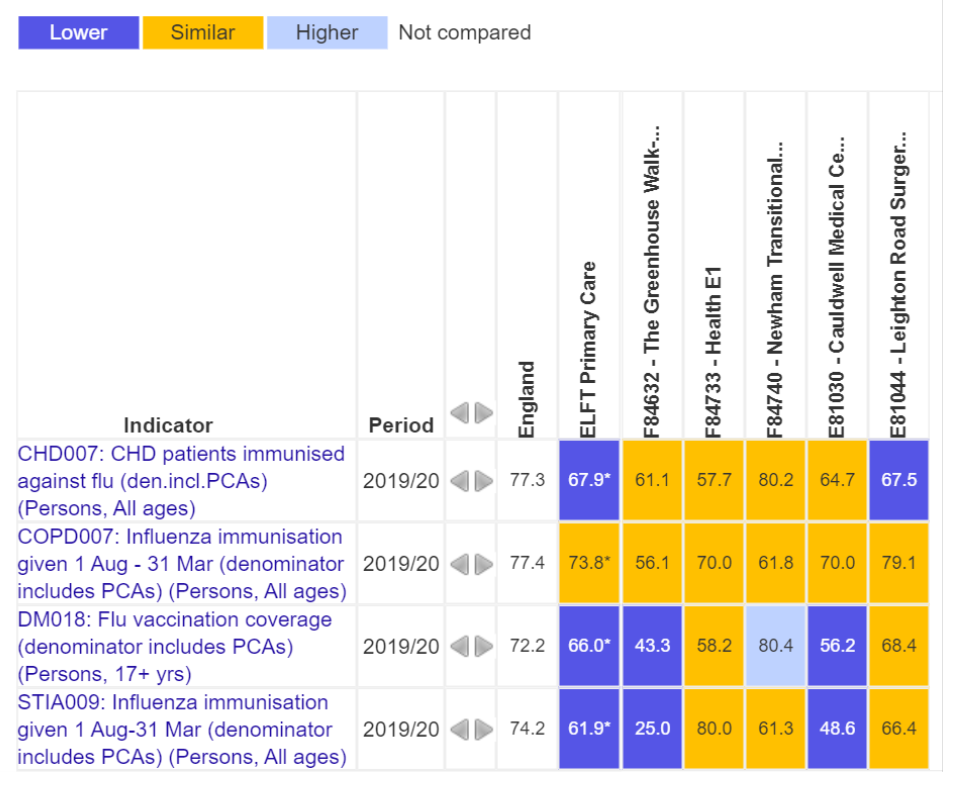 Lower Similar Higher Not compared
Indicator Period England ELFT Primary Care F84632 - The Greenhouse Walk-... F84733 - Health E1 F84740 - Newham Transitional... E81030 - Cauldwell Medical Ce... E81044 - Leighton Road Surger...
CHD007: CHD patients immunised
against flu (den.incl.PCAs) 2019/20 77.3 67.9* 61.1 57.7 80.2 64.7 67.5
(Persons, All ages)
COPD007: Influenza immunisation
given 1 Aug - 31 Mar (denominator 2019/20 77.4 73.8* 56.1 70.0 61.8 70.0 79.1
includes PCAs) (Persons, All ages)
DM018: Flu vaccination coverage
(denominator includes PCAs) 2019/20 72.2 66.0* 43.3 58.2 80.4 56.2 68.4
(Persons, 17+ yrs)
STIA009: Influenza immunisation
given 1 Aug-31 Mar (denominator 2019/20 74.2 61.9* 25.0 80.0 61.3 48.6 66.4
includes PCAs) (Persons, All ages)